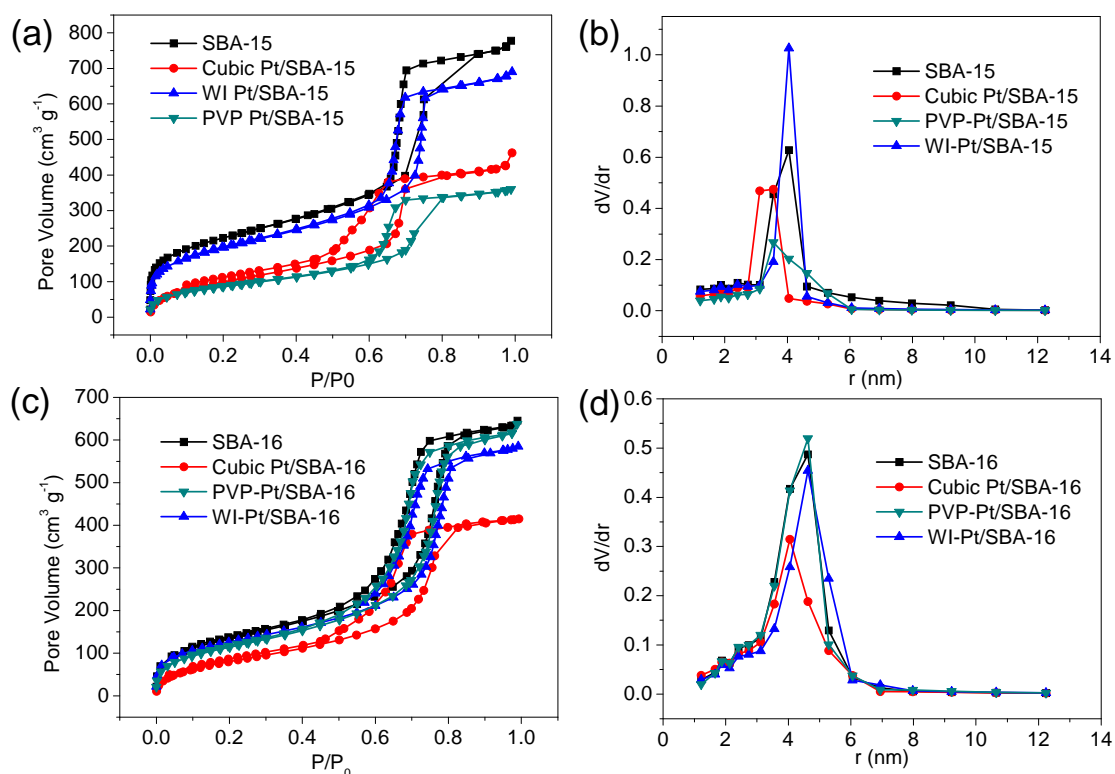 (a)
Pore Volume (cm³ g⁻¹)
800
700
600
500
400
300
200
100
0
SBA-15
Cubic Pt/SBA-15
WI Pt/SBA-15
PVP Pt/SBA-15
0.0 0.2 0.4 0.6 0.8 1.0
P/P0
(b)
dV/dr
1.0
0.8
0.6
0.4
0.2
0.0
SBA-15
Cubic Pt/SBA-15
PVP-Pt/SBA-15
WI-Pt/SBA-15
0 2 4 6 8 10 12 14
r (nm)
(c)
Pore Volume (cm³ g⁻¹)
700
600
500
400
300
200
100
0
SBA-16
Cubic Pt/SBA-16
PVP-Pt/SBA-16
WI-Pt/SBA-16
0.0 0.2 0.4 0.6 0.8 1.0
P/P₀
(d)
dV/dr
0.6
0.5
0.4
0.3
0.2
0.1
0.0
SBA-16
Cubic Pt/SBA-16
PVP-Pt/SBA-16
WI-Pt/SBA-16
0 2 4 6 8 10 12 14
r (nm)